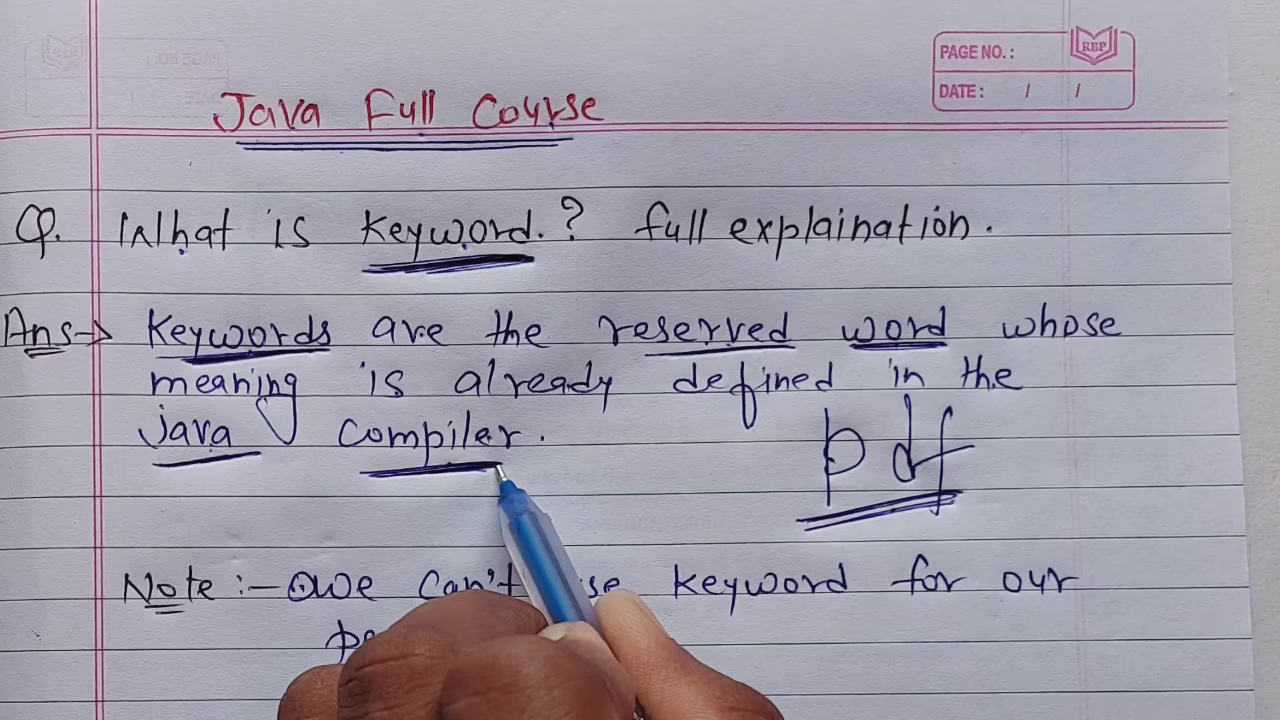 PAGE NO. :
RBP
DATE : / /
Java Full Course
Q. What is Keyword.? full explaination.
Ans→ Keywords are the reserved word whose
meaning is already defined in the
java compiler.
pdf
Note :- we can't keyword for our